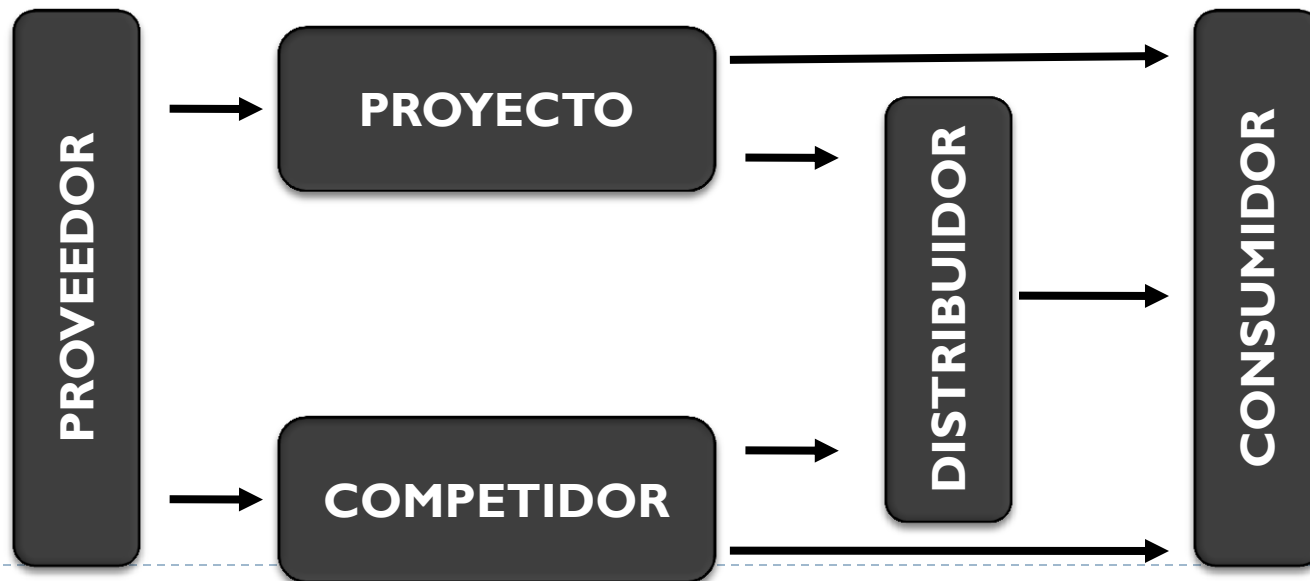 PROVEEDOR
PROYECTO
COMPETIDOR
DISTRIBUIDOR
CONSUMIDOR